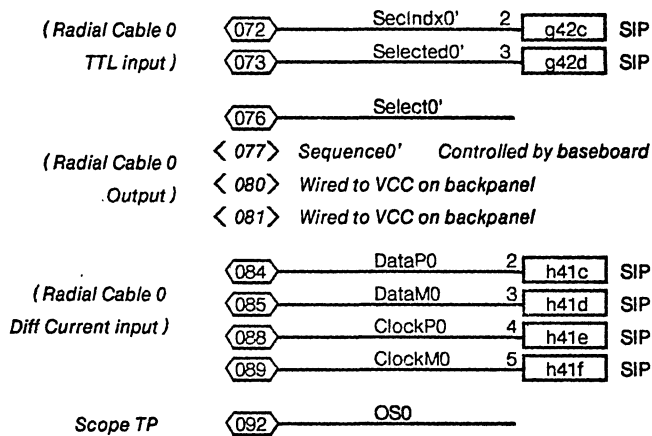 ( Radial Cable 0
TTL input )
072 SecIndx0' 2 g42c SIP
073 Selected0' 3 g42d SIP
076 Select0'
( Radial Cable 0
Output )
< 077 > Sequence0' Controlled by baseboard
< 080 > Wired to VCC on backpanel
< 081 > Wired to VCC on backpanel
( Radial Cable 0
Diff Current input )
084 DataP0 2 h41c SIP
085 DataM0 3 h41d SIP
088 ClockP0 4 h41e SIP
089 ClockM0 5 h41f SIP
Scope TP 092 OS0